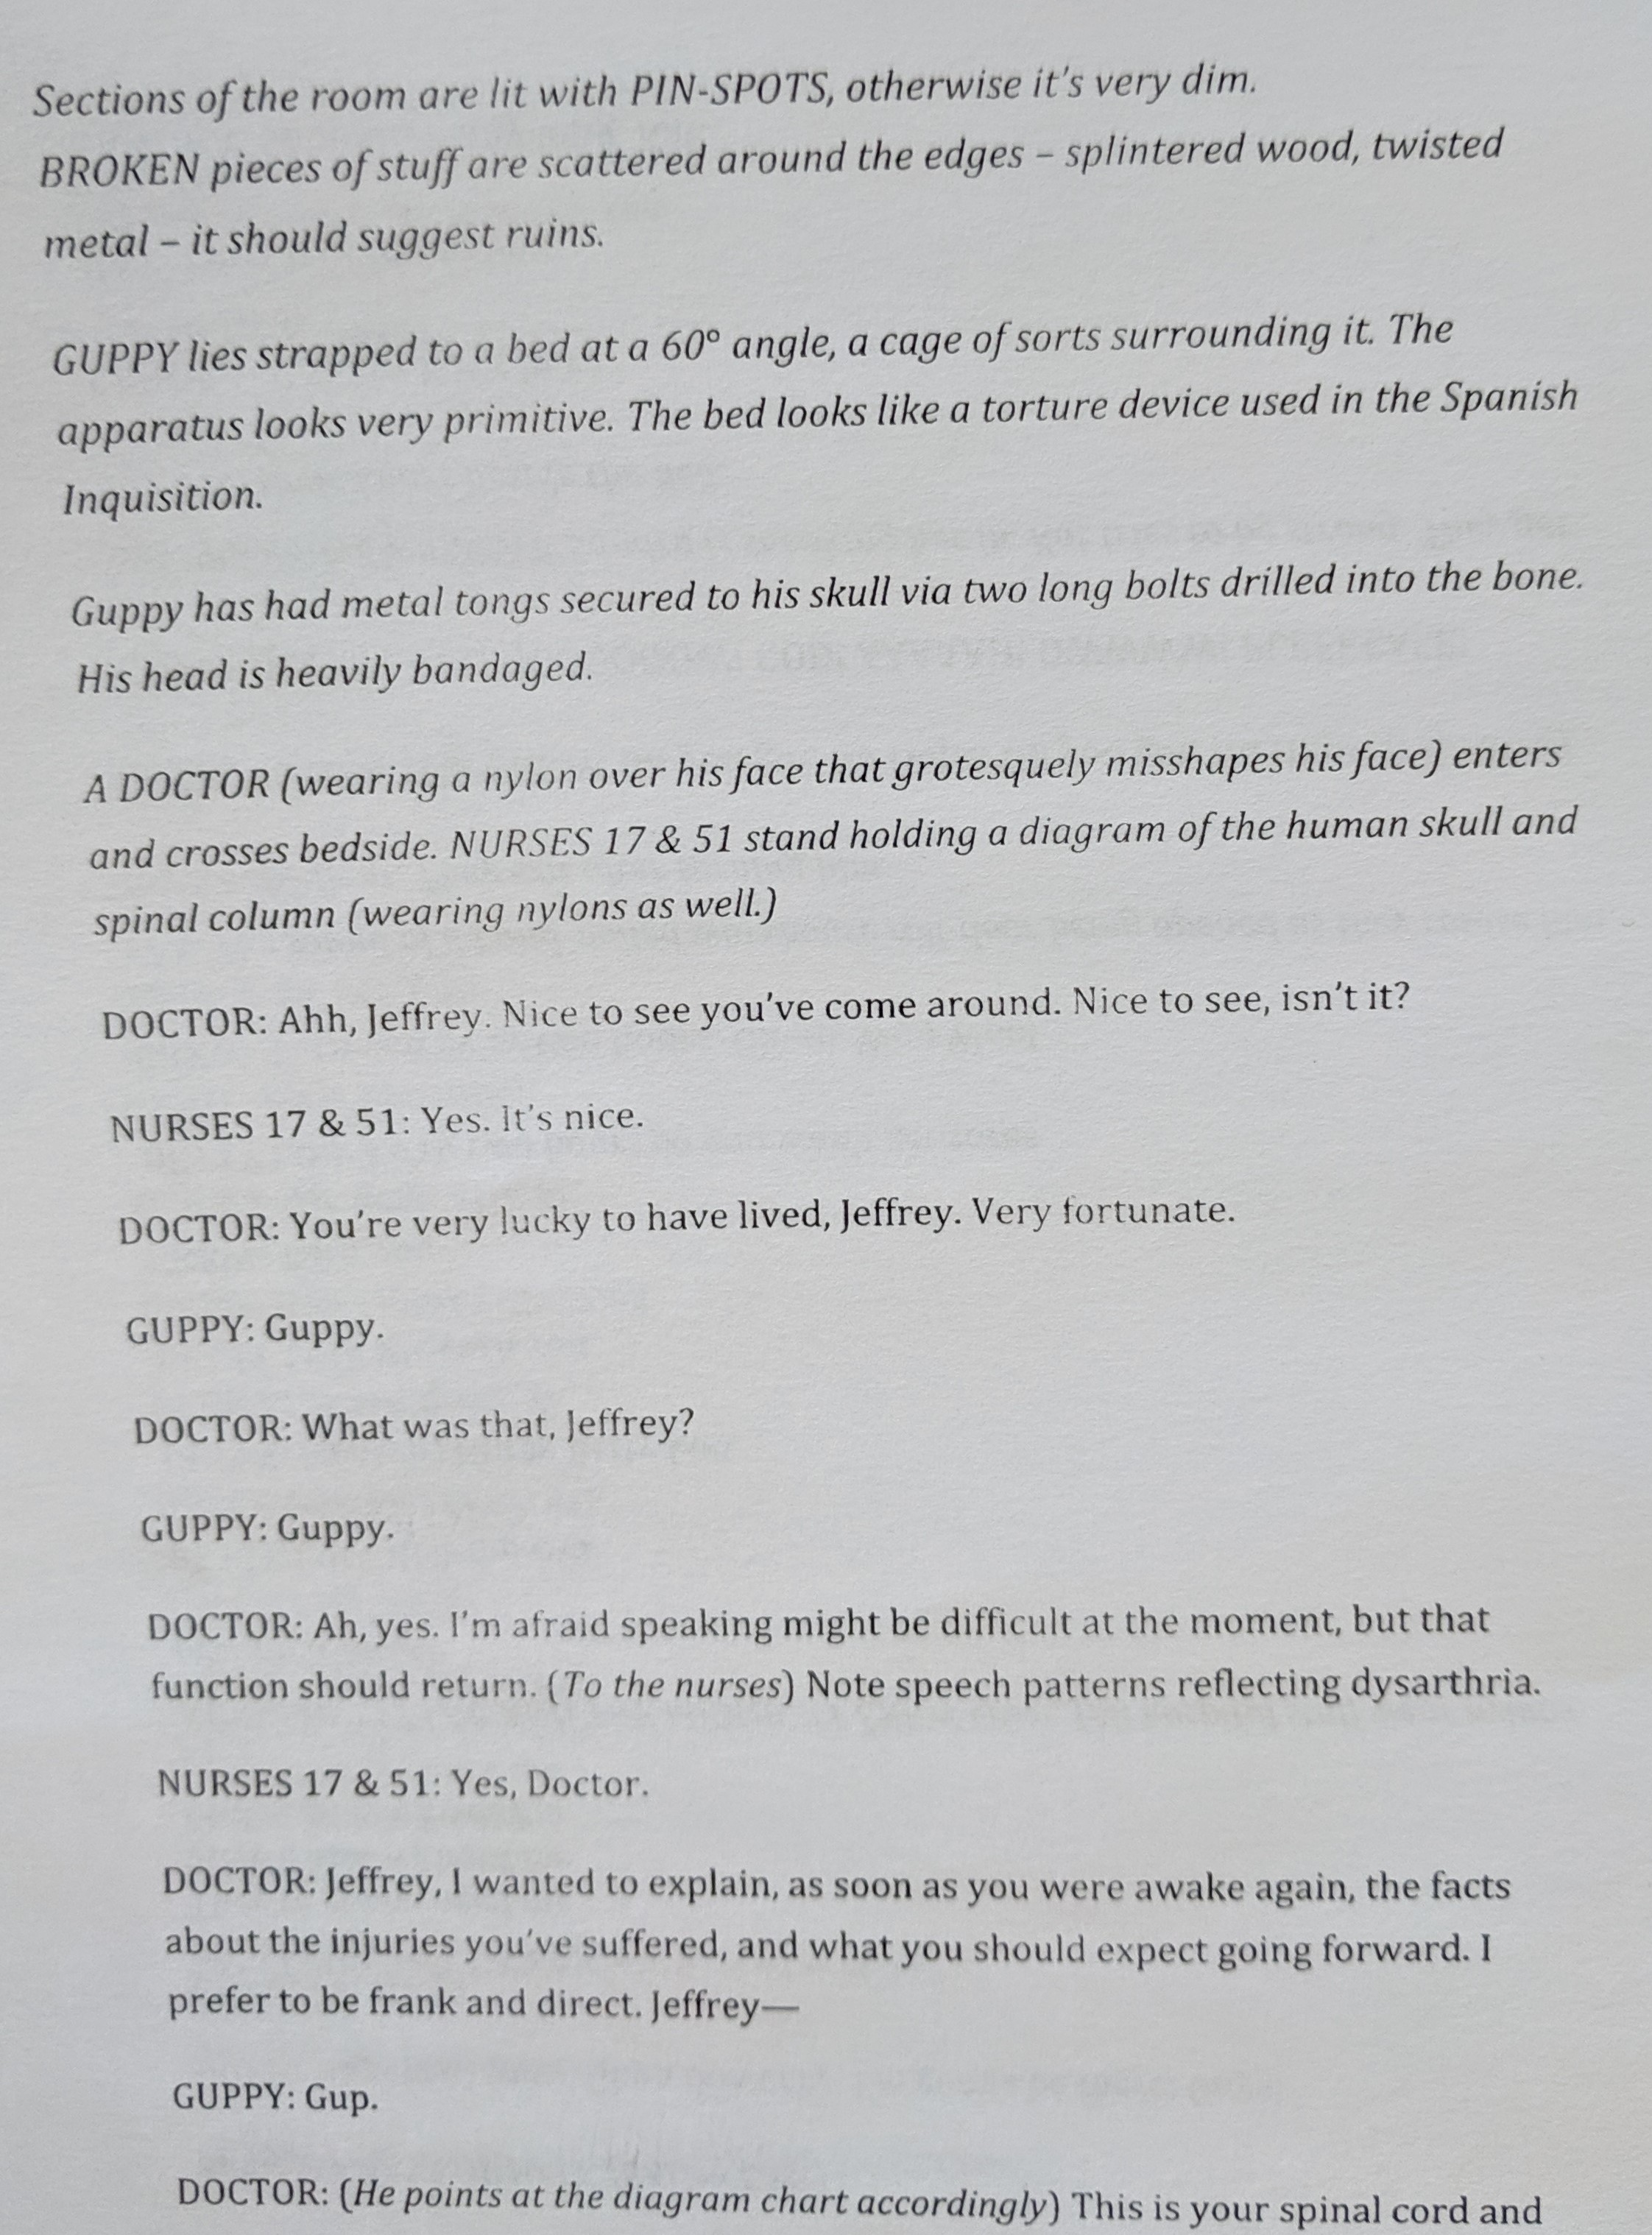 Sections of the room are lit with PIN-SPOTS, otherwise it's very dim.
BROKEN pieces of stuff are scattered around the edges – splintered wood, twisted
metal – it should suggest ruins.
GUPPY lies strapped to a bed at a 60° angle, a cage of sorts surrounding it. The
apparatus looks very primitive. The bed looks like a torture device used in the Spanish
Inquisition.
Guppy has had metal tongs secured to his skull via two long bolts drilled into the bone.
His head is heavily bandaged.
A DOCTOR (wearing a nylon over his face that grotesquely misshapes his face) enters
and crosses bedside. NURSES 17 & 51 stand holding a diagram of the human skull and
spinal column (wearing nylons as well.)
DOCTOR: Ahh, Jeffrey. Nice to see you've come around. Nice to see, isn't it?
NURSES 17 & 51: Yes. It's nice.
DOCTOR: You're very lucky to have lived, Jeffrey. Very fortunate.
GUPPY: Guppy.
DOCTOR: What was that, Jeffrey?
GUPPY: Guppy.
DOCTOR: Ah, yes. I'm afraid speaking might be difficult at the moment, but that
function should return. (To the nurses) Note speech patterns reflecting dysarthria.
NURSES 17 & 51: Yes, Doctor.
DOCTOR: Jeffrey, I wanted to explain, as soon as you were awake again, the facts
about the injuries you've suffered, and what you should expect going forward. I
prefer to be frank and direct. Jeffrey—
GUPPY: Gup.
DOCTOR: (He points at the diagram chart accordingly) This is your spinal cord and